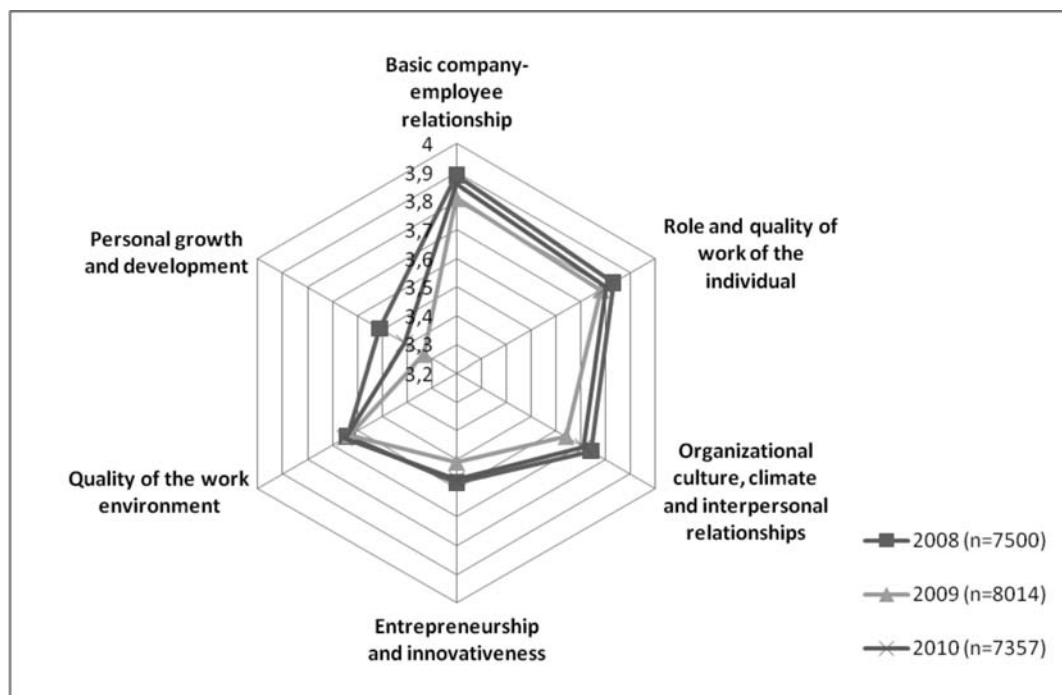 Basic company-
employee
relationship
4
3,9
3,8
3,7
3,6
3,5
3,4
3,3
3,2
Role and quality of
work of the
individual
Organizational
culture, climate
and interpersonal
relationships
Entrepreneurship
and innovativeness
Quality of the work
environment
Personal growth
and development
2008 (n=7500)
2009 (n=8014)
2010 (n=7357)